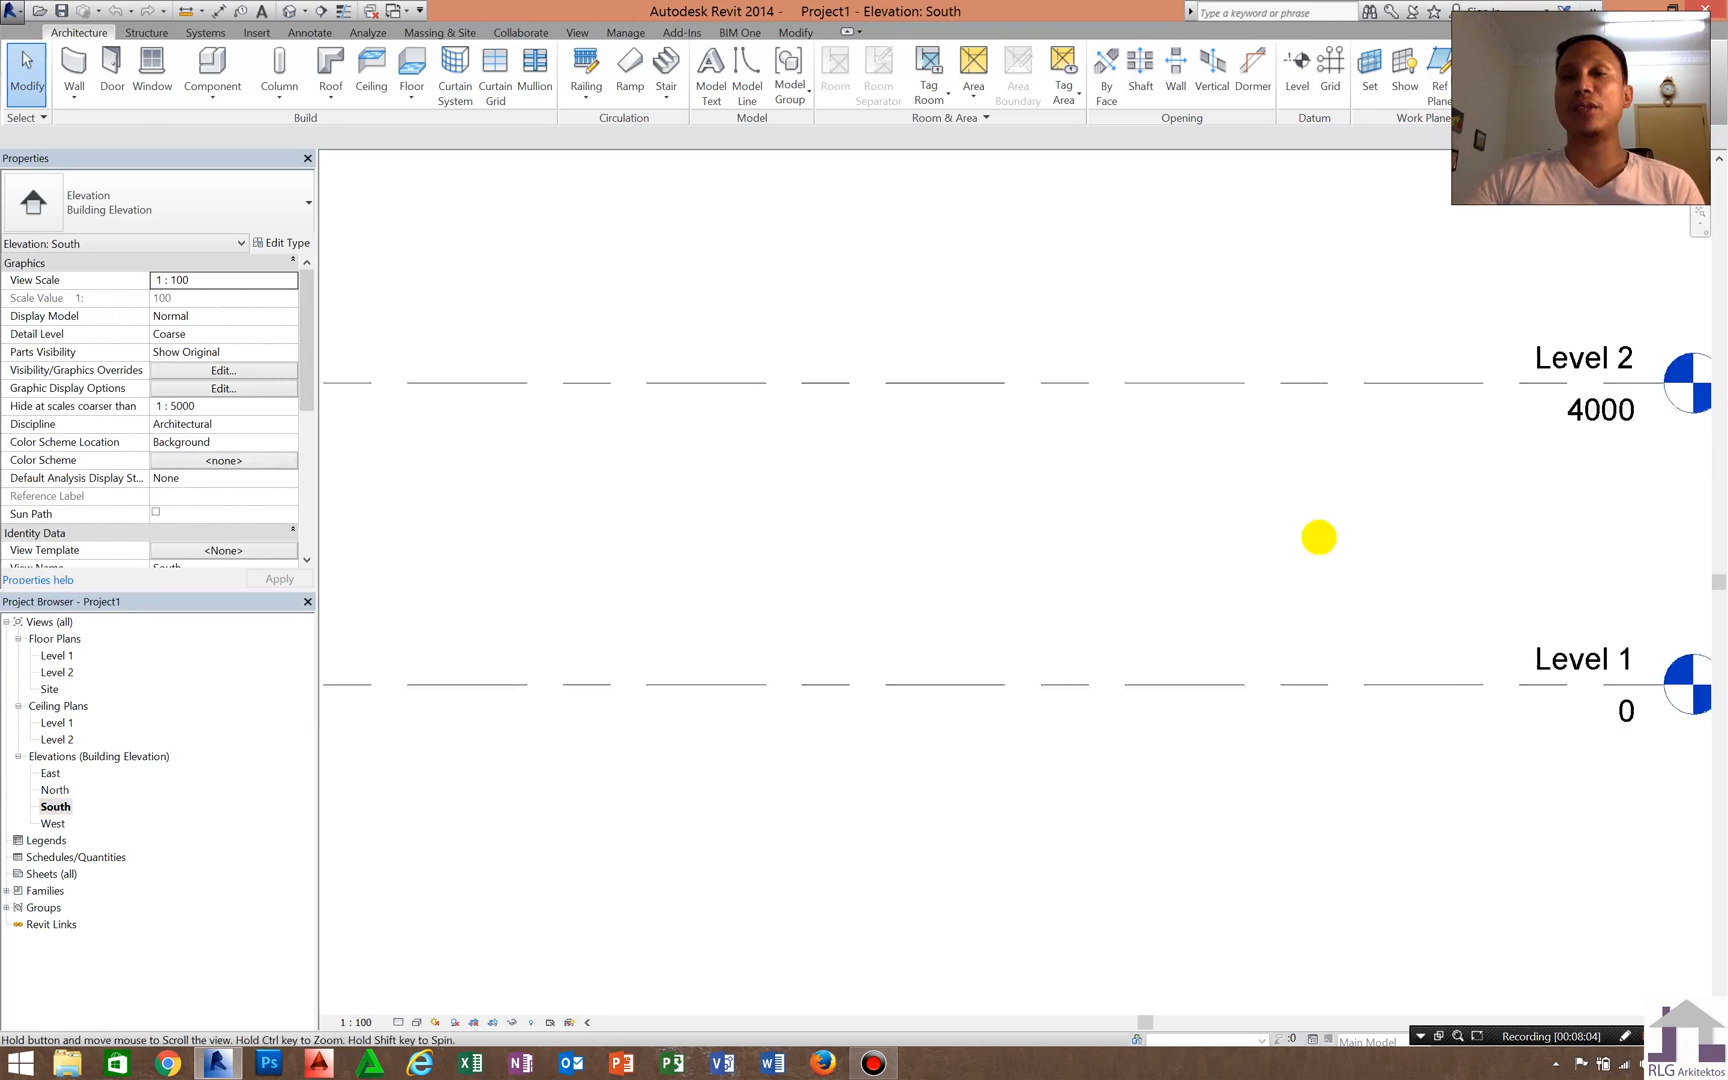 Autodesk Revit 2014 - Project1 - Elevation: South
Type a keyword or phrase
Architecture Structure Systems Insert Annotate Analyze Massing & Site Collaborate View Manage Add-Ins BIM One Modify
Modify Wall Door Window Component Column Roof Ceiling Floor Curtain System Curtain Grid Mullion Railing Ramp Stair Model Text Model Line Model Group Room Room Separator Tag Room Area Area Boundary Tag Area By Face Shaft Wall Vertical Dormer Level Grid Set Show Ref Plane
Select Build Circulation Model Room & Area Opening Datum Work Plane
Properties
Elevation
Building Elevation
Elevation: South Edit Type
Graphics
View Scale 1 : 100
Scale Value 1: 100
Display Model Normal
Detail Level Coarse
Parts Visibility Show Original
Visibility/Graphics Overrides Edit...
Graphic Display Options Edit...
Hide at scales coarser than 1 : 5000
Discipline Architectural
Color Scheme Location Background
Color Scheme <none>
Default Analysis Display St... None
Reference Label
Sun Path
Identity Data
View Template <None>
Properties help Apply
Project Browser - Project1
Views (all)
Floor Plans
Level 1
Level 2
Site
Ceiling Plans
Level 1
Level 2
Elevations (Building Elevation)
East
North
South
West
Legends
Schedules/Quantities
Sheets (all)
Families
Groups
Revit Links
Level 2
4000
Level 1
0
1 : 100
Hold button and move mouse to Scroll the view. Hold Ctrl key to Zoom. Hold Shift key to Spin.
:0
Main Model
Recording [00:08:04]
RLG Arkitektos